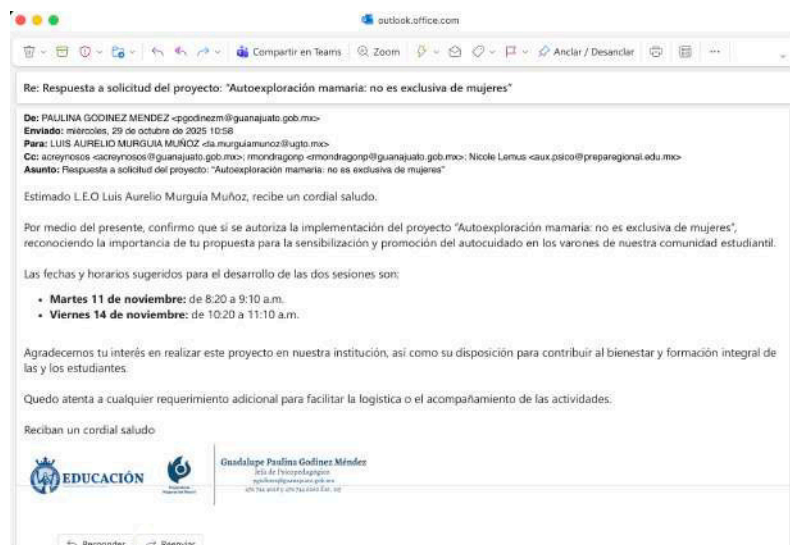 outlook.office.com
Compartir en Teams Zoom Anclar / Desanclar
Re: Respuesta a solicitud del proyecto: "Autoexploración mamaria: no es exclusiva de mujeres"
De: PAULINA GODINEZ MENDEZ <pgodinezm@guanajuato.gob.mx>
Enviado: miércoles, 29 de octubre de 2025 10:58
Para: LUIS AURELIO MURGUIA MUÑOZ <la.murguiamunoz@ugto.mx>
Cc: acreynosos <acreynosos@guanajuato.gob.mx>; rmondragonp <rmondragonp@guanajuato.gob.mx>; Nicole Lemus <aux.psico@preparegional.edu.mx>
Asunto: Respuesta a solicitud del proyecto: "Autoexploración mamaria: no es exclusiva de mujeres"
Estimado L.E.O Luis Aurelio Murguía Muñoz, recibe un cordial saludo.
Por medio del presente, confirmo que si se autoriza la implementación del proyecto "Autoexploración mamaria: no es exclusiva de mujeres",
reconociendo la importancia de tu propuesta para la sensibilización y promoción del autocuidado en los varones de nuestra comunidad estudiantil.
Las fechas y horarios sugeridos para el desarrollo de las dos sesiones son:
• Martes 11 de noviembre: de 8:20 a 9:10 a.m.
• Viernes 14 de noviembre: de 10:20 a 11:10 a.m.
Agradecemos tu interés en realizar este proyecto en nuestra institución, así como su disposición para contribuir al bienestar y formación integral de
las y los estudiantes.
Quedo atenta a cualquier requerimiento adicional para facilitar la logística o el acompañamiento de las actividades.
Reciban un cordial saludo
EDUCACIÓN
Guadalupe Paulina Godínez Méndez
Jefa de Psicopedagógico
pgodinezm@guanajuato.gob.mx
Responder Reenviar